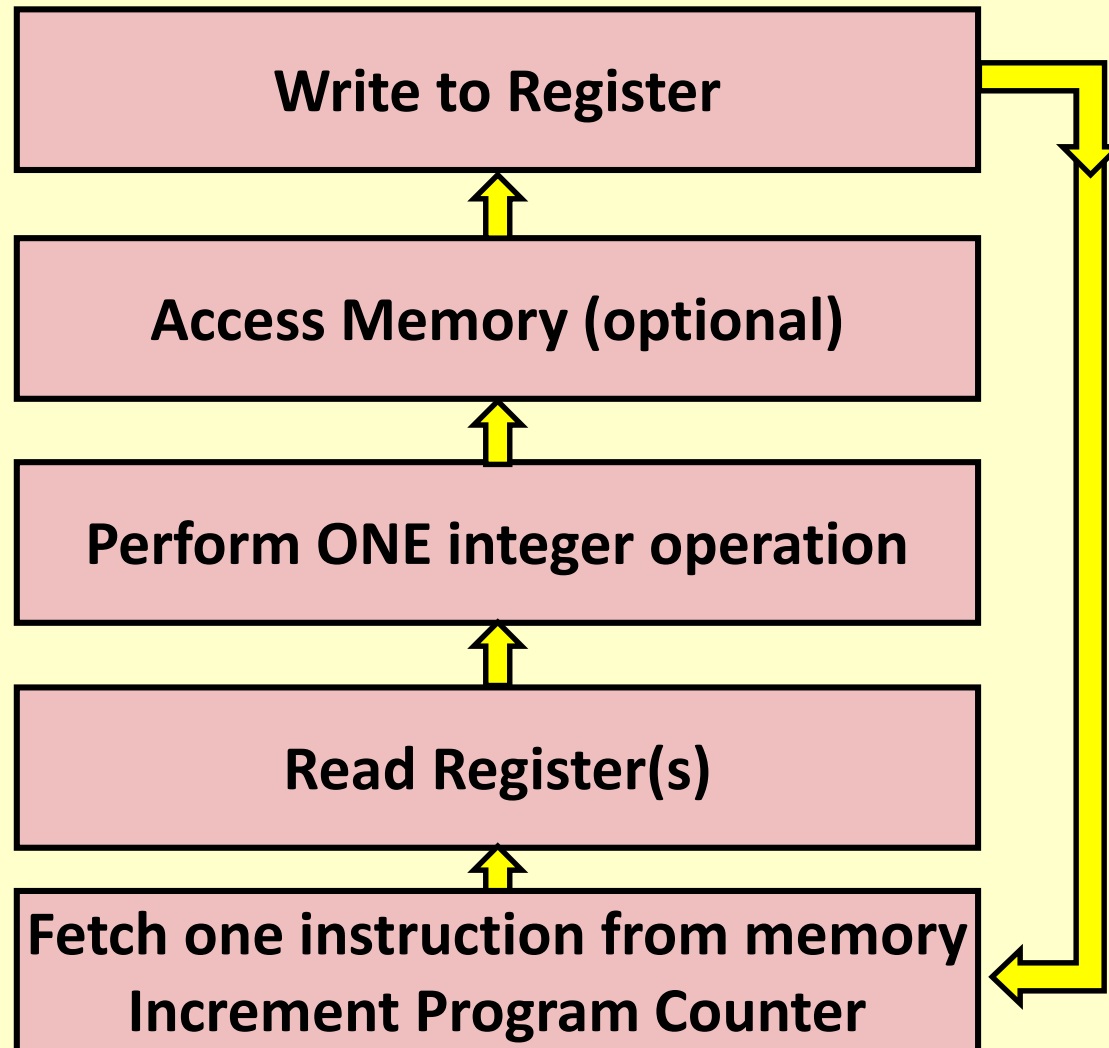 Write to Register
Access Memory (optional)
Perform ONE integer operation
Read Register(s)
Fetch one instruction from memory
Increment Program Counter